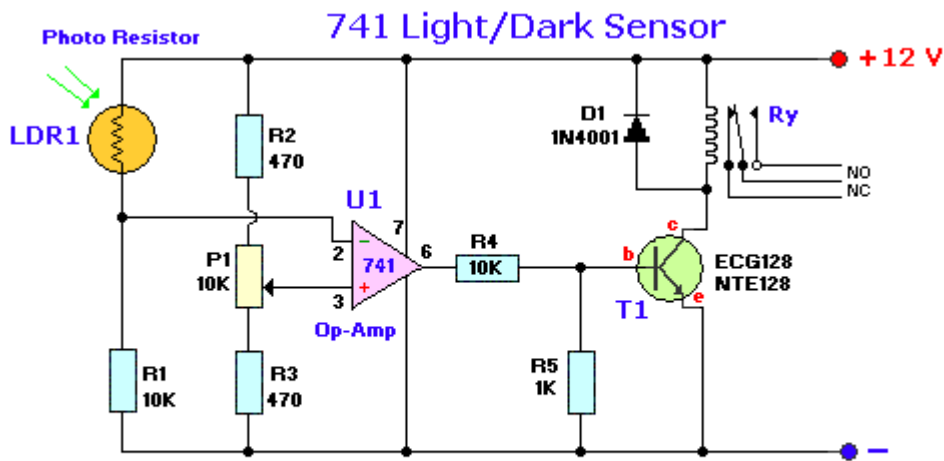 741 Light/Dark Sensor
Photo Resistor
+12 V
LDR1
R2
470
D1
1N4001
Ry
NO
NC
U1
7
−
2
741
6
+
3
Op-Amp
P1
10K
R4
10K
b
c
e
ECG128
NTE128
T1
R1
10K
R3
470
R5
1K
−